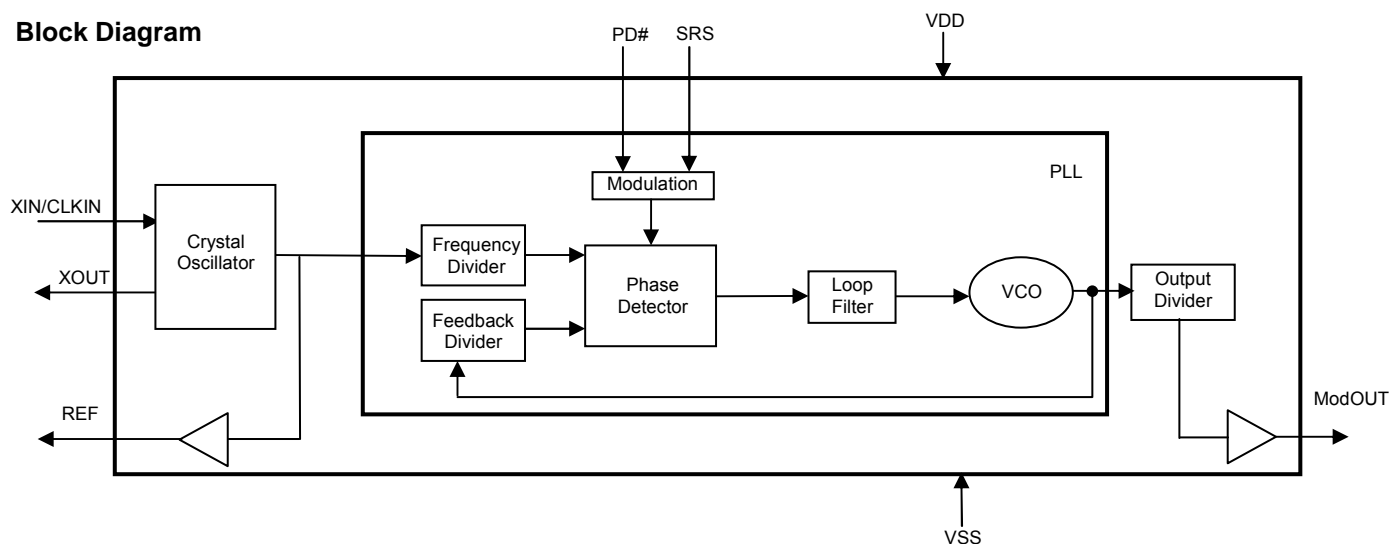 Block Diagram
PD#
SRS
VDD
PLL
Modulation
XIN/CLKIN
Crystal
Oscillator
XOUT
Frequency
Divider
Feedback
Divider
Phase
Detector
Loop
Filter
VCO
Output
Divider
REF
ModOUT
VSS